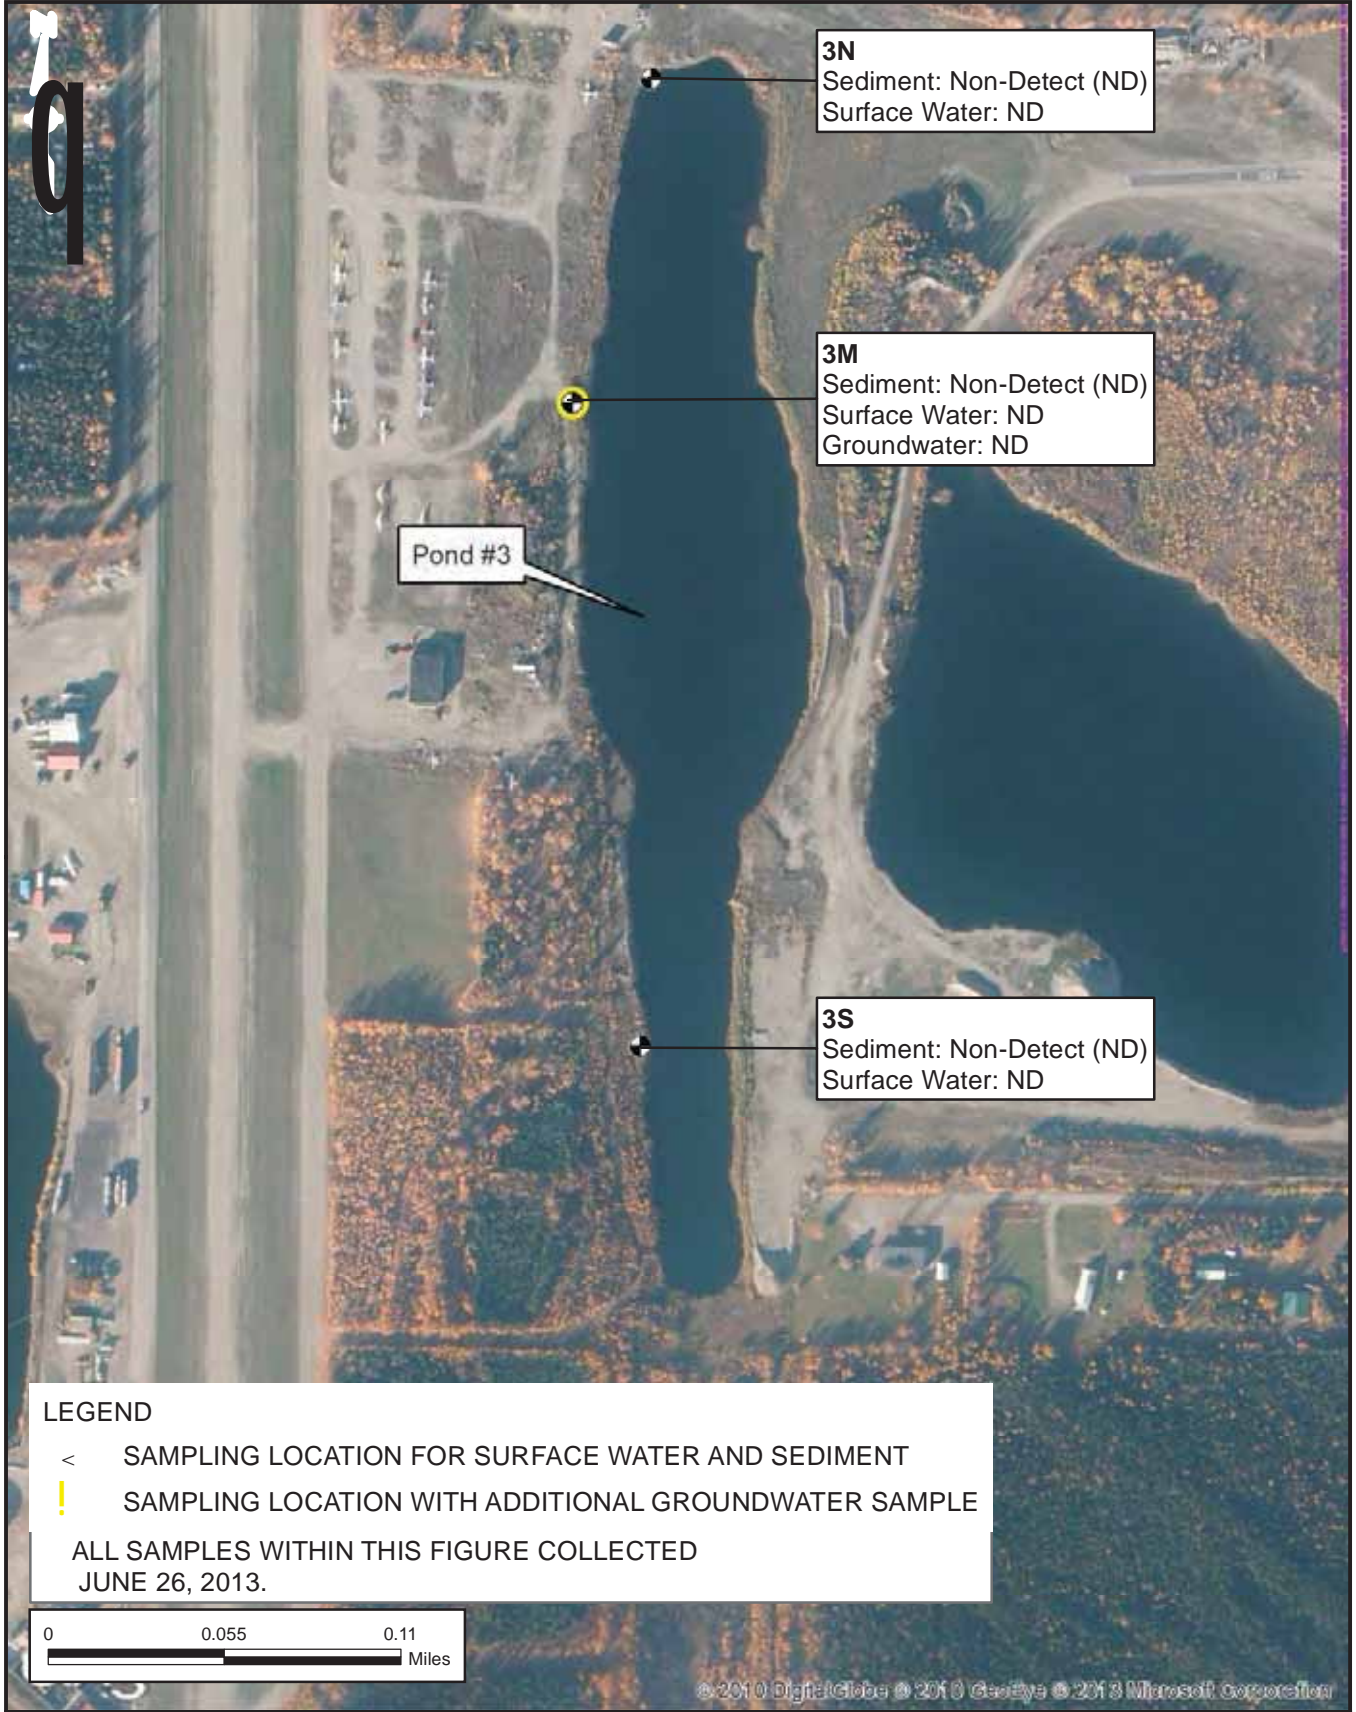 3N
Sediment: Non-Detect (ND)
Surface Water: ND
3M
Sediment: Non-Detect (ND)
Surface Water: ND
Groundwater: ND
Pond #3
3S
Sediment: Non-Detect (ND)
Surface Water: ND
LEGEND
< SAMPLING LOCATION FOR SURFACE WATER AND SEDIMENT
! SAMPLING LOCATION WITH ADDITIONAL GROUNDWATER SAMPLE
ALL SAMPLES WITHIN THIS FIGURE COLLECTED
JUNE 26, 2013.
0 0.055 0.11
Miles
© 2010 DigitalGlobe © 2013 GeoEye © 2013 Microsoft Corporation